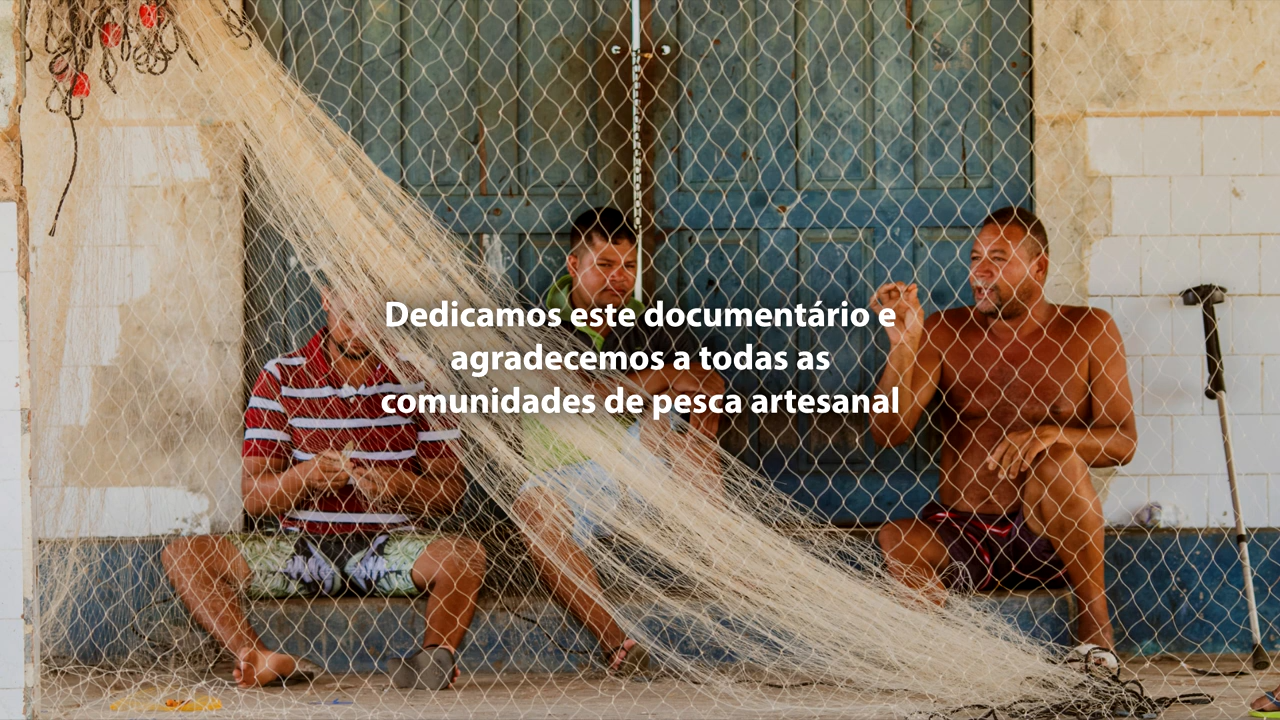 Dedicamos este documentário e
agradecemos a todas as
comunidades de pesca artesanal